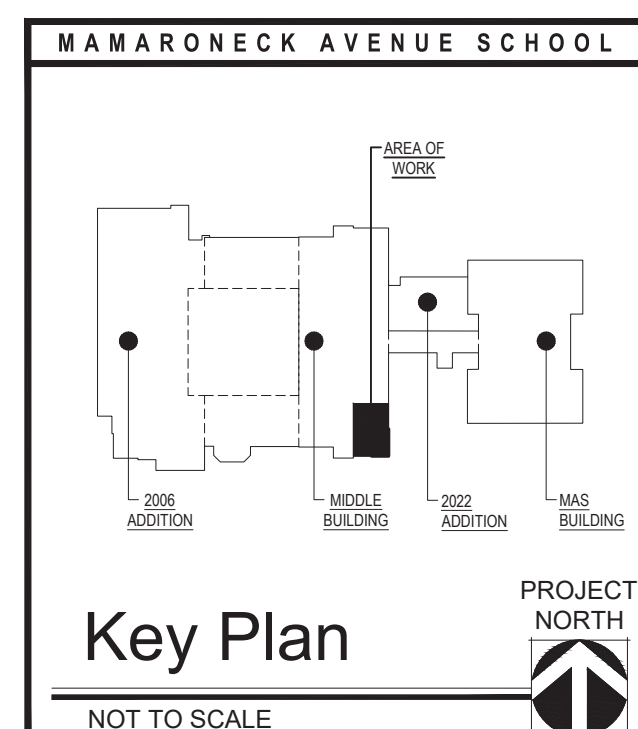 MAMARONECK AVENUE SCHOOL
AREA OF
WORK
2006
ADDITION
MIDDLE
BUILDING
2022
ADDITION
MAS
BUILDING
PROJECT
NORTH
Key Plan
NOT TO SCALE